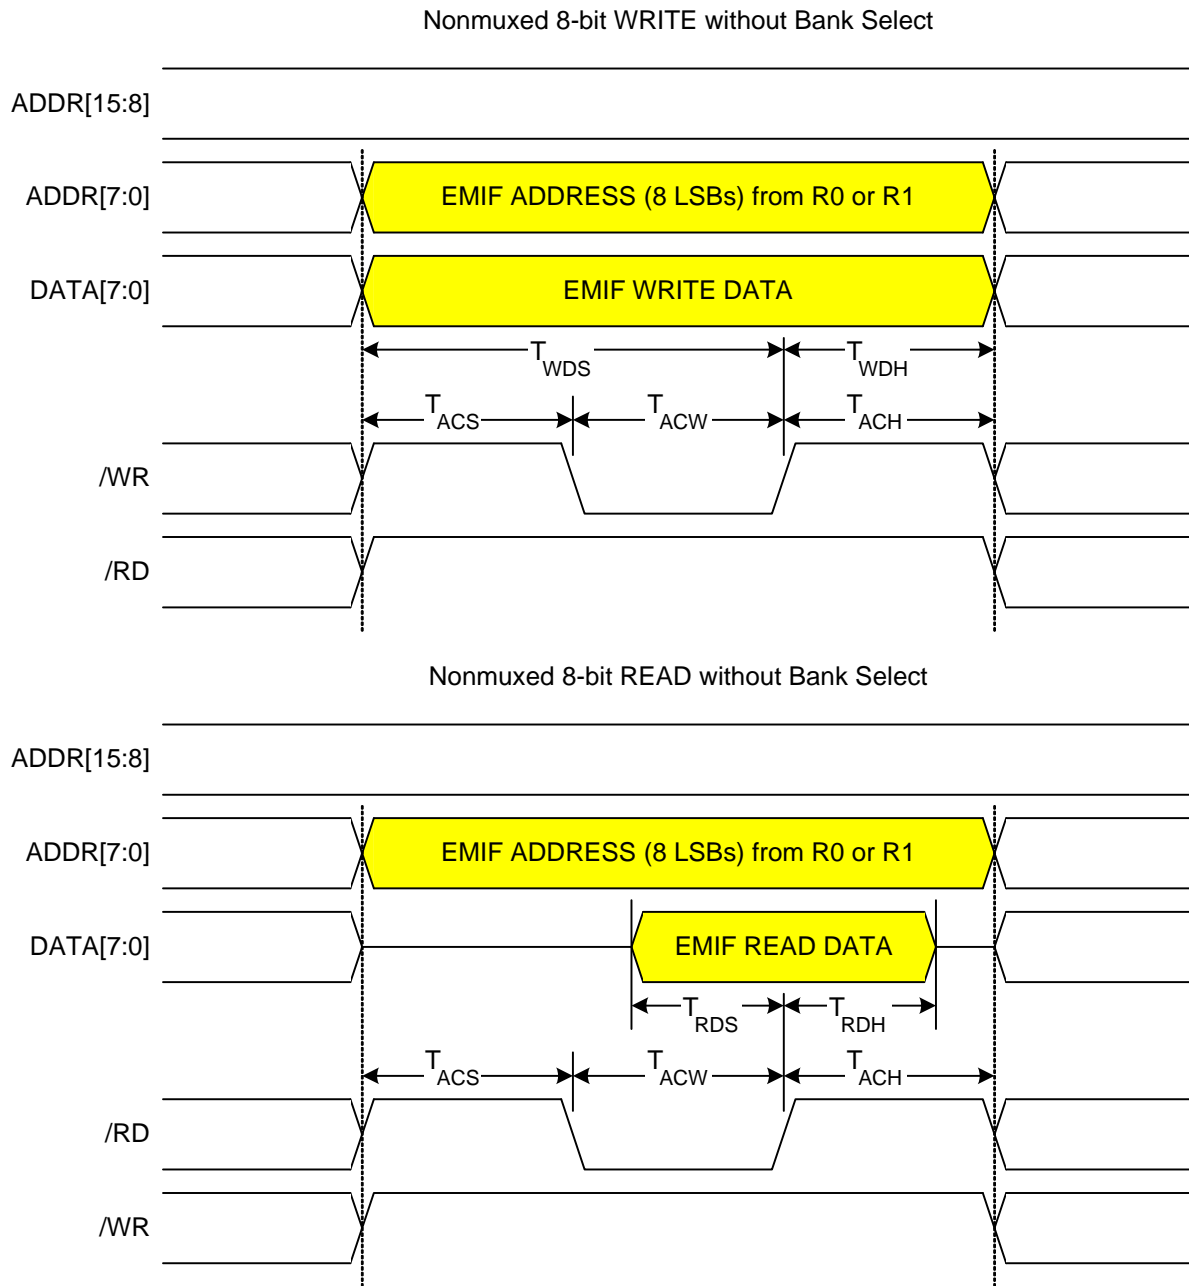 Nonmuxed 8-bit WRITE without Bank Select
ADDR[15:8]
ADDR[7:0]
EMIF ADDRESS (8 LSBs) from R0 or R1
DATA[7:0]
EMIF WRITE DATA
TWDS TWDH
TACS TACW TACH
/WR
/RD
Nonmuxed 8-bit READ without Bank Select
ADDR[15:8]
ADDR[7:0]
EMIF ADDRESS (8 LSBs) from R0 or R1
DATA[7:0]
EMIF READ DATA
TRDS TRDH
TACS TACW TACH
/RD
/WR